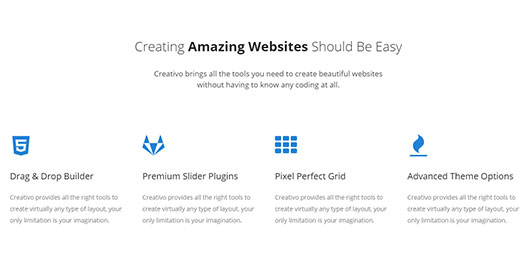 Creating Amazing Websites Should Be Easy
Creativo brings all the tools you need to create beautiful websites
without having to know any coding at all.
Drag & Drop Builder
Creativo provides all the right tools to
create virtually any type of layout, your
only limitation is your imagination.
Premium Slider Plugins
Creativo provides all the right tools to
create virtually any type of layout, your
only limitation is your imagination.
Pixel Perfect Grid
Creativo provides all the right tools to
create virtually any type of layout, your
only limitation is your imagination.
Advanced Theme Options
Creativo provides all the right tools to
create virtually any type of layout, your
only limitation is your imagination.